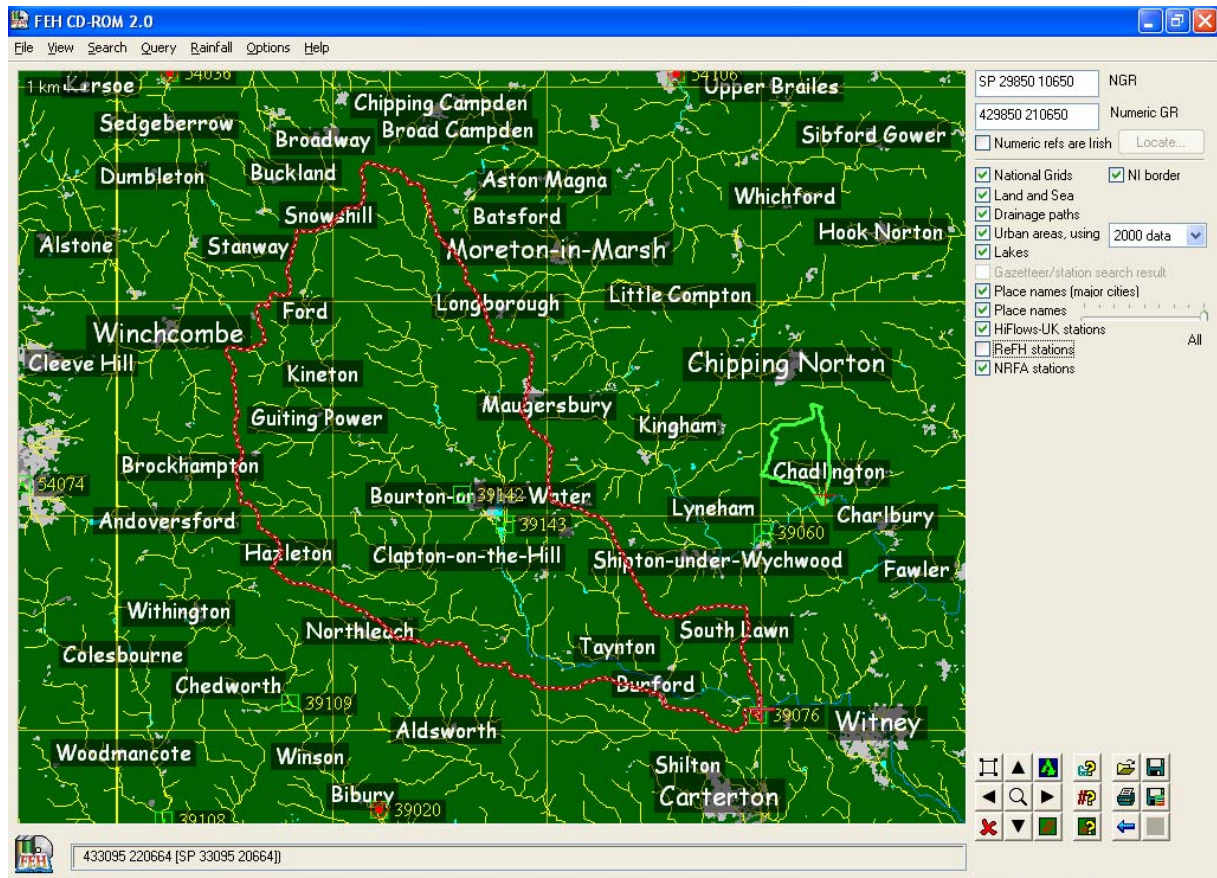 FEH CD-ROM 2.0
File View Search Query Rainfall Options Help
1 km
Kersoe
54036
54106
Upper Brailes
Chipping Campden
Sedgeberrow
Broadway
Broad Campden
Sibford Gower
Dumbleton
Buckland
Aston Magna
Whichford
Snowshill
Batsford
Alstone
Stanway
Moreton-in-Marsh
Hook Norton
Ford
Longborough
Little Compton
Winchcombe
Cleeve Hill
Kineton
Chipping Norton
Guiting Power
Maugersbury
Kingham
Brockhampton
Chadlington
54074
Bourton-on-the-Water
39142
Lyneham
Andoversford
39143
Charlbury
Hazleton
Clapton-on-the-Hill
Shipton-under-Wychwood
39060
Fawler
Withington
Northleach
South Lawn
Colesbourne
Taynton
Chedworth
Burford
39109
39076
Aldsworth
Witney
Woodmancote
Winson
Shilton
Bibury
Carterton
39108
39020
SP 29850 10650 NGR
429850 210650 Numeric GR
Numeric refs are Irish Locate...
National Grids NI border
Land and Sea
Drainage paths
Urban areas, using 2000 data
Lakes
Gazetteer/station search result
Place names (major cities)
Place names
HiFlows-UK stations
All
ReFH stations
NRFA stations
FEH
433095 220664 [SP 33095 20664])